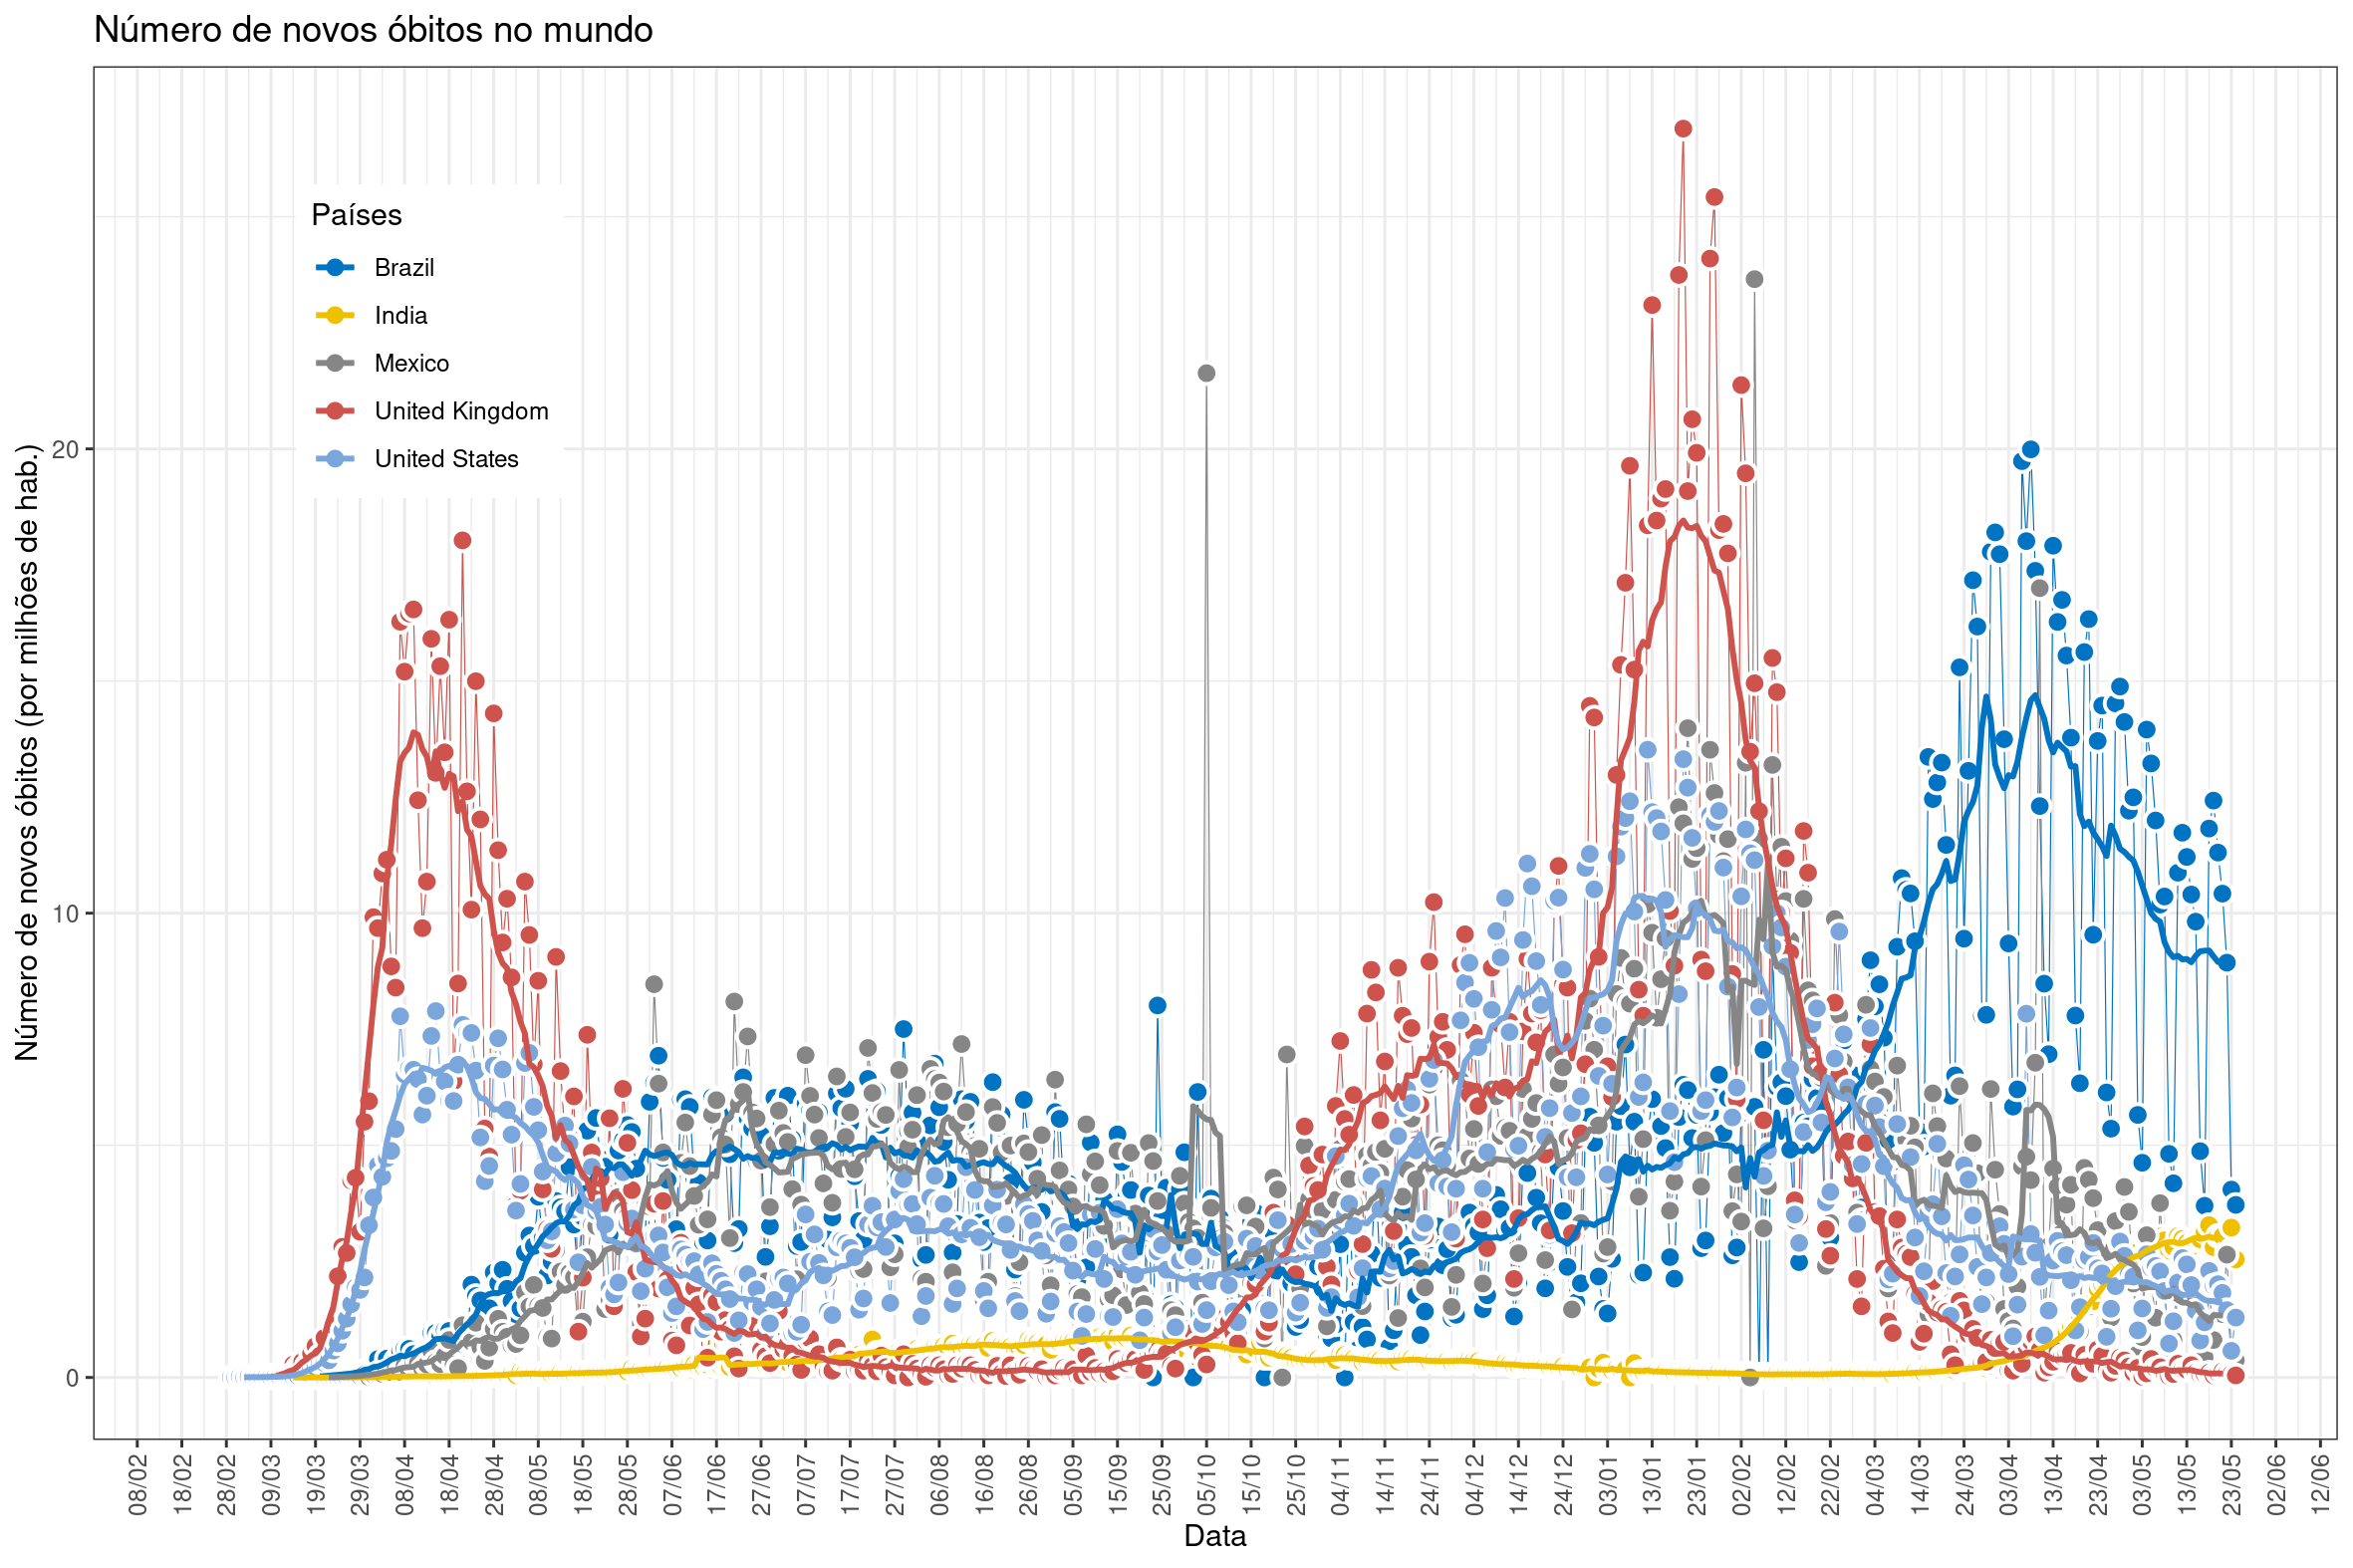 Número de novos óbitos no mundo
Países
Brazil
India
Mexico
United Kingdom
United States
Número de novos óbitos (por milhões de hab.)
20
10
0
08/02 18/02 28/02 09/03 19/03 29/03 08/04 18/04 28/04 08/05 18/05 28/05 07/06 17/06 27/06 07/07 17/07 27/07 06/08 16/08 26/08 05/09 15/09 25/09 05/10 15/10 25/10 04/11 14/11 24/11 04/12 14/12 24/12 03/01 13/01 23/01 02/02 12/02 22/02 04/03 14/03 24/03 03/04 13/04 23/04 03/05 13/05 23/05 02/06 12/06
Data